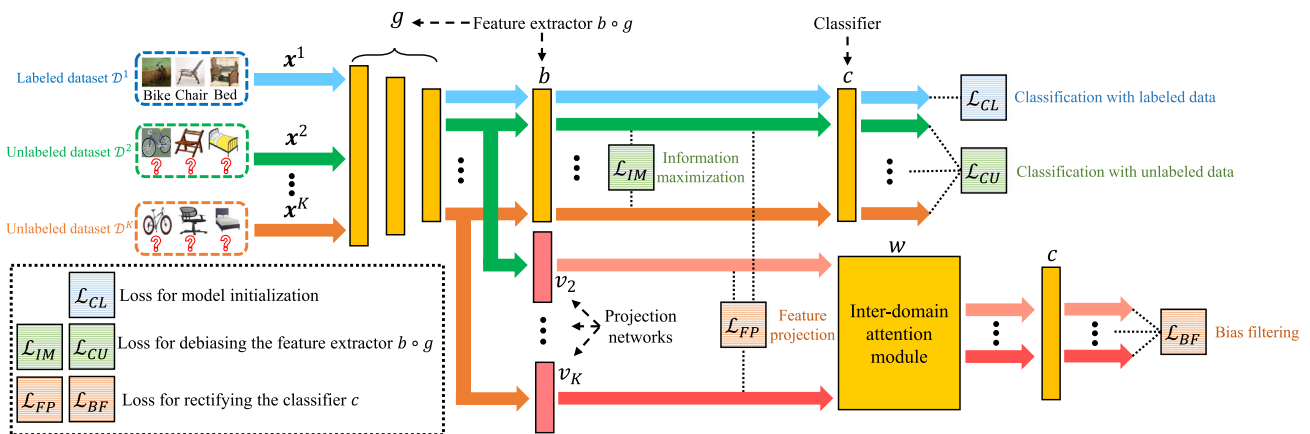 g
Feature extractor b ∘ g
Classifier
Labeled dataset 𝒟¹
Bike Chair Bed
x¹
b
c
ℒ_CL
Classification with labeled data
Unlabeled dataset 𝒟²
? ? ?
x²
ℒ_IM
Information
maximization
ℒ_CU
Classification with unlabeled data
Unlabeled dataset 𝒟ᴷ
? ? ?
xᴷ
v₂
w
c
Projection
networks
ℒ_FP
Feature
projection
Inter-domain
attention
module
ℒ_BF
Bias filtering
v_K
ℒ_CL Loss for model initialization
ℒ_IM ℒ_CU Loss for debiasing the feature extractor b ∘ g
ℒ_FP ℒ_BF Loss for rectifying the classifier c